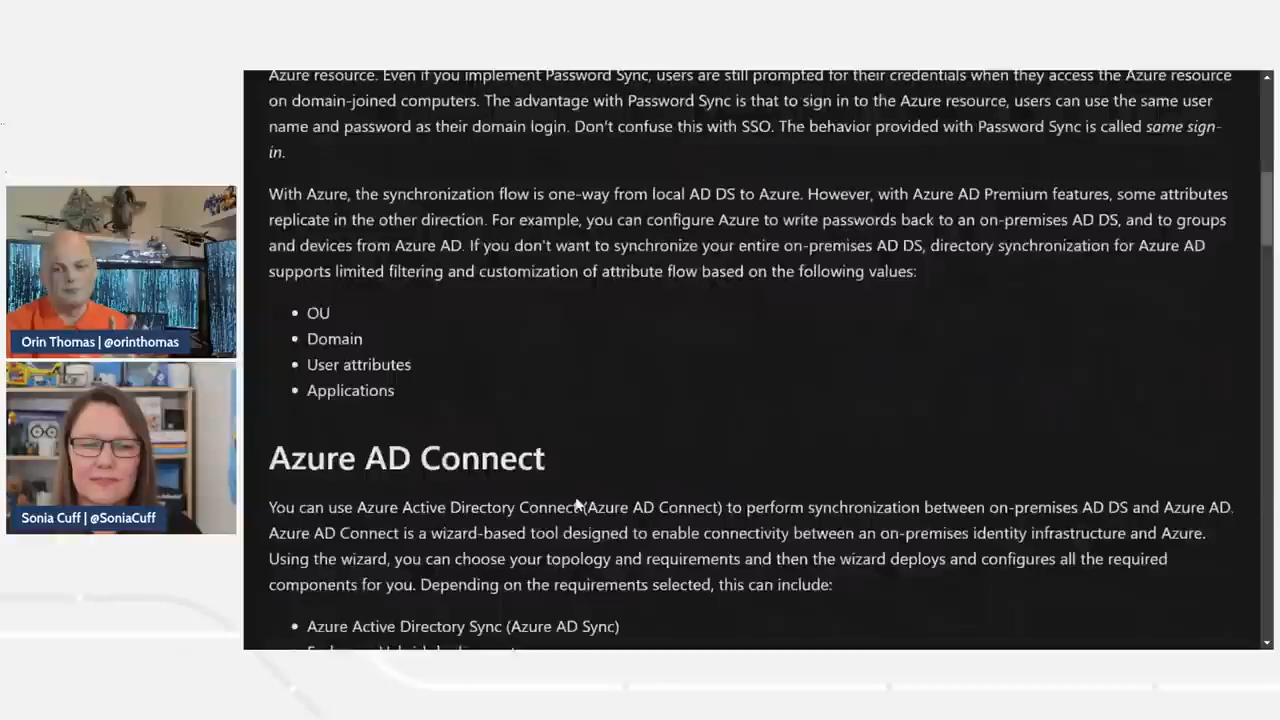 Azure resource. Even if you implement Password Sync, users are still prompted for their credentials when they access the Azure resource
on domain-joined computers. The advantage with Password Sync is that to sign in to the Azure resource, users can use the same user
name and password as their domain login. Don't confuse this with SSO. The behavior provided with Password Sync is called same sign-
in.
With Azure, the synchronization flow is one-way from local AD DS to Azure. However, with Azure AD Premium features, some attributes
replicate in the other direction. For example, you can configure Azure to write passwords back to an on-premises AD DS, and to groups
and devices from Azure AD. If you don't want to synchronize your entire on-premises AD DS, directory synchronization for Azure AD
supports limited filtering and customization of attribute flow based on the following values:
• OU
• Domain
• User attributes
• Applications
Azure AD Connect
You can use Azure Active Directory Connect (Azure AD Connect) to perform synchronization between on-premises AD DS and Azure AD.
Azure AD Connect is a wizard-based tool designed to enable connectivity between an on-premises identity infrastructure and Azure.
Using the wizard, you can choose your topology and requirements and then the wizard deploys and configures all the required
components for you. Depending on the requirements selected, this can include:
• Azure Active Directory Sync (Azure AD Sync)
Orin Thomas | @orinthomas
Sonia Cuff | @SoniaCuff